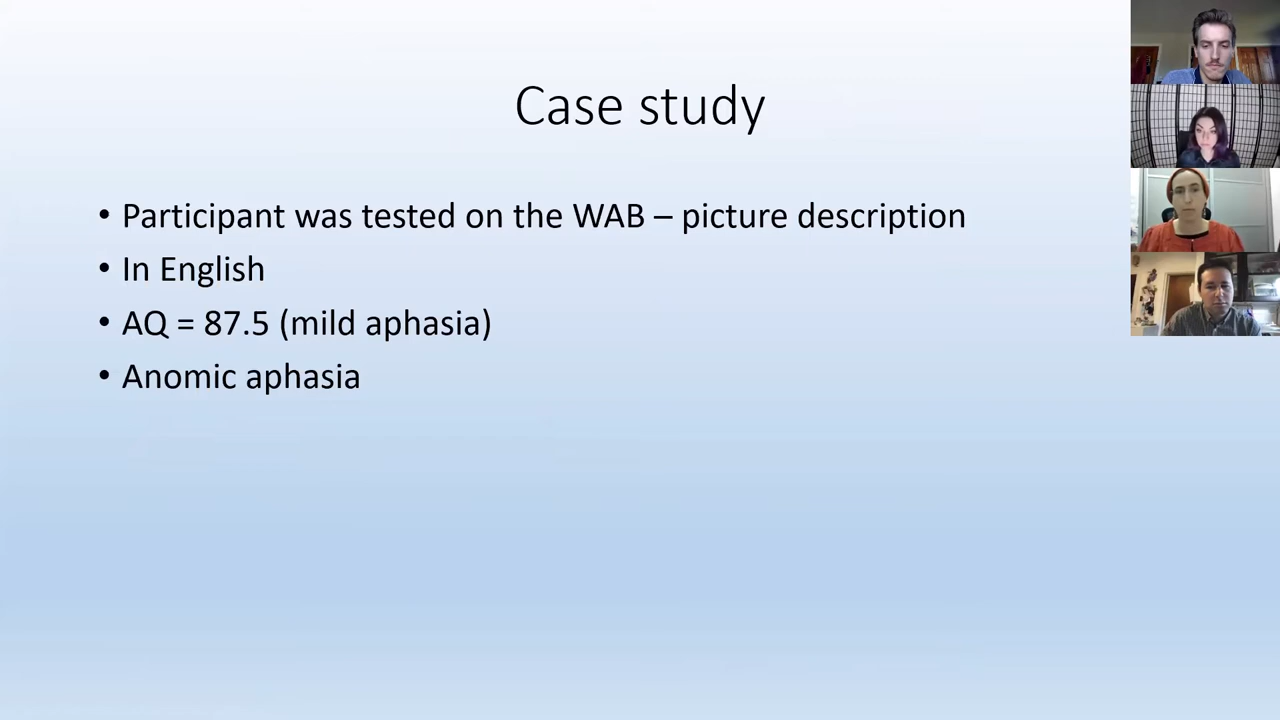 Case study
• Participant was tested on the WAB – picture description
• In English
• AQ = 87.5 (mild aphasia)
• Anomic aphasia